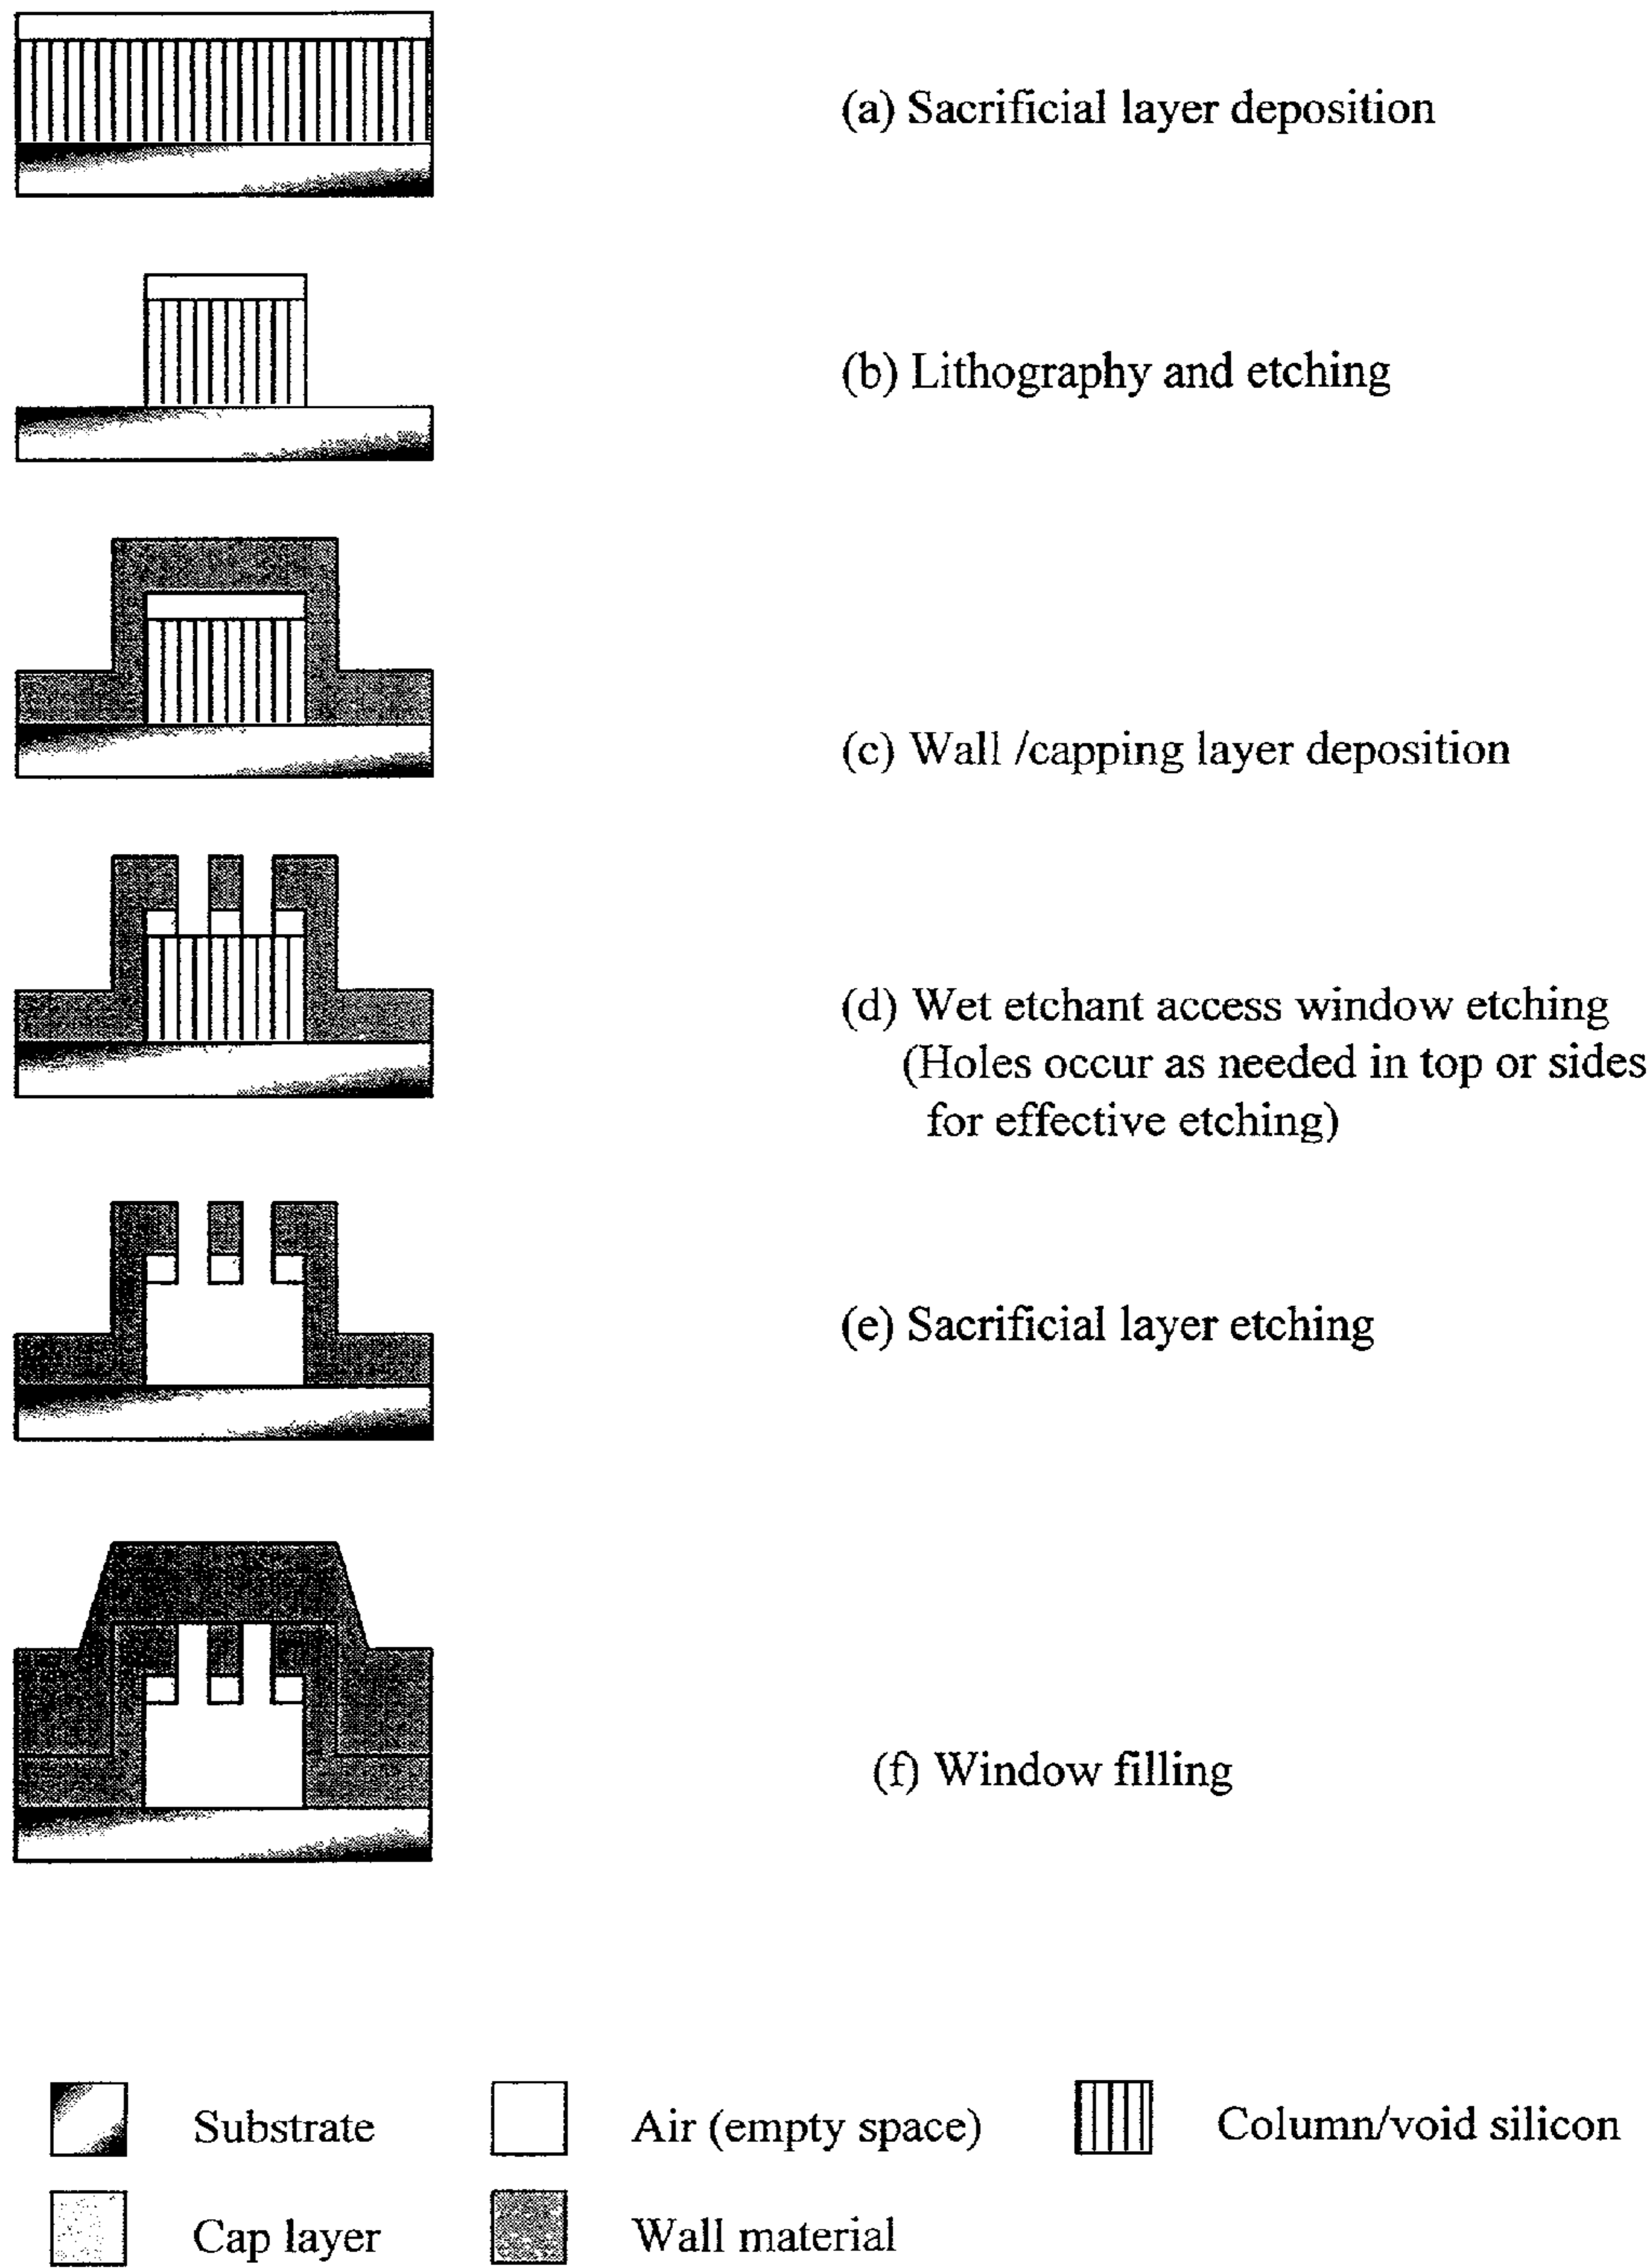 (a) Sacrificial layer deposition
(b) Lithography and etching
(c) Wall /capping layer deposition
(d) Wet etchant access window etching
(Holes occur as needed in top or sides
for effective etching)
(e) Sacrificial layer etching
(f) Window filling
Substrate
Air (empty space)
Column/void silicon
Cap layer
Wall material